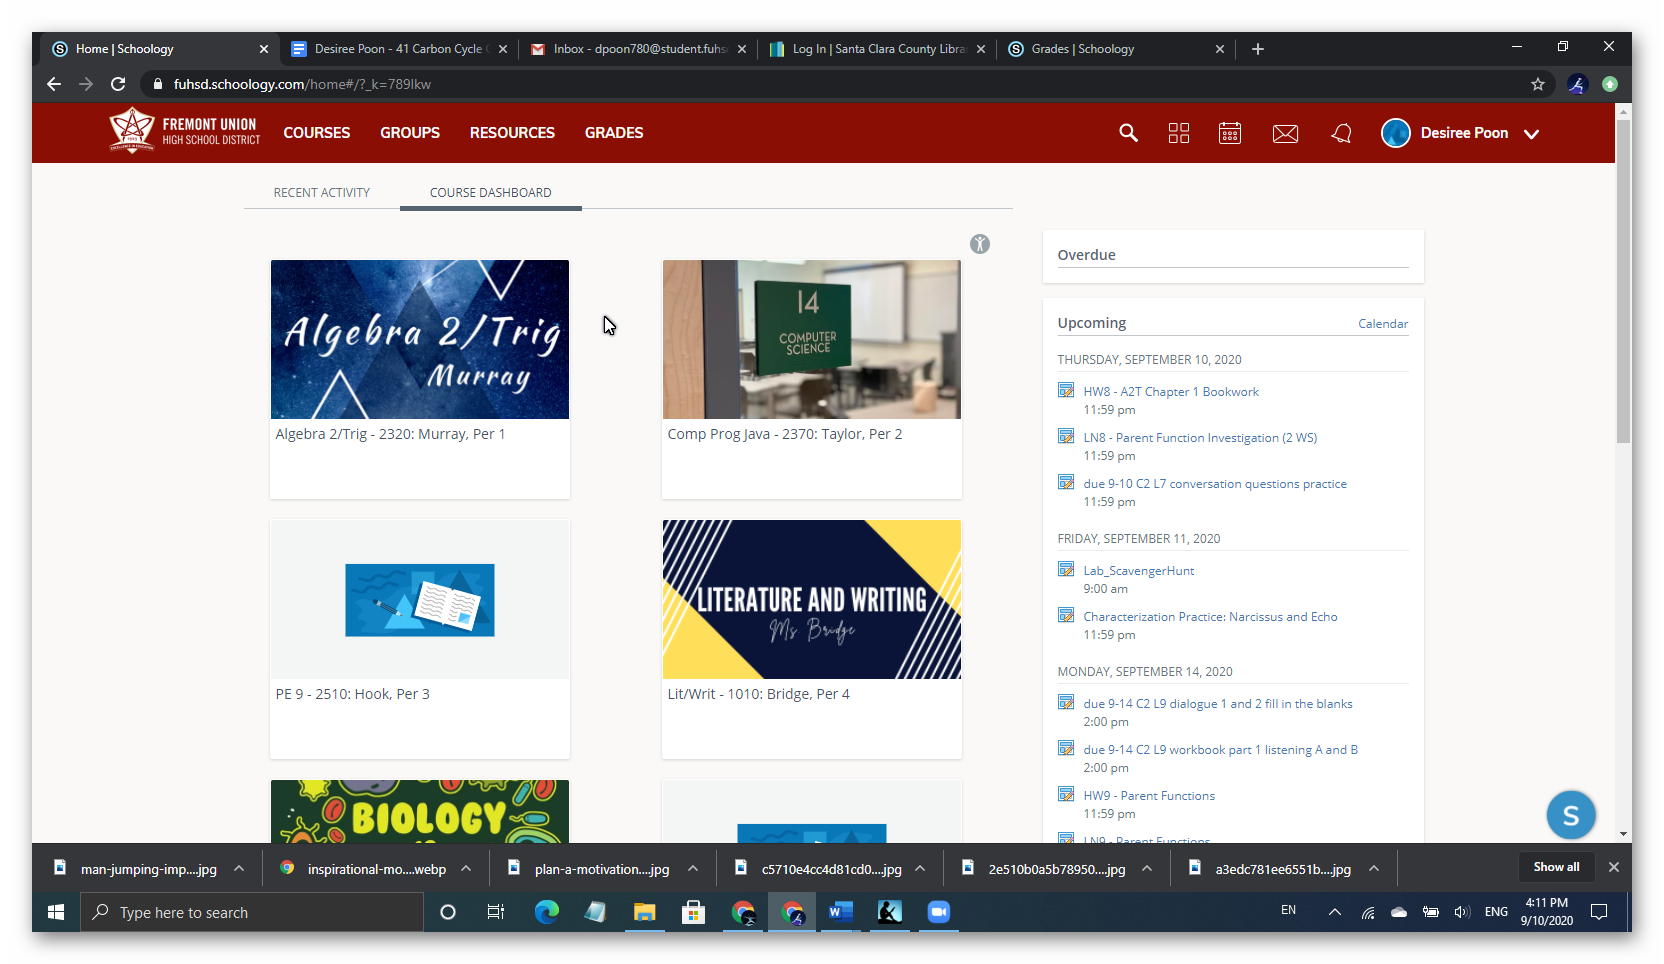 Home | Schoology
Desiree Poon - 41 Carbon Cycle
Inbox - dpoon780@student.fuhs
Log In | Santa Clara County Libra
Grades | Schoology
fuhsd.schoology.com/home#/?_k=789lkw
FREMONT UNION
HIGH SCHOOL DISTRICT
COURSES
GROUPS
RESOURCES
GRADES
Desiree Poon
RECENT ACTIVITY
COURSE DASHBOARD
Algebra 2/Trig
Murray
Algebra 2/Trig - 2320: Murray, Per 1
14
COMPUTER
SCIENCE
Comp Prog Java - 2370: Taylor, Per 2
PE 9 - 2510: Hook, Per 3
LITERATURE AND WRITING
Ms Bridge
Lit/Writ - 1010: Bridge, Per 4
BIOLOGY
Overdue
Upcoming
Calendar
THURSDAY, SEPTEMBER 10, 2020
HW8 - A2T Chapter 1 Bookwork
11:59 pm
LN8 - Parent Function Investigation (2 WS)
11:59 pm
due 9-10 C2 L7 conversation questions practice
11:59 pm
FRIDAY, SEPTEMBER 11, 2020
Lab_ScavengerHunt
9:00 am
Characterization Practice: Narcissus and Echo
11:59 pm
MONDAY, SEPTEMBER 14, 2020
due 9-14 C2 L9 dialogue 1 and 2 fill in the blanks
2:00 pm
due 9-14 C2 L9 workbook part 1 listening A and B
2:00 pm
HW9 - Parent Functions
11:59 pm
LN9 - Parent Functions
S
man-jumping-imp....jpg
inspirational-mo....webp
plan-a-motivation....jpg
c5710e4cc4d81cd0....jpg
2e510b0a5b78950....jpg
a3edc781ee6551b....jpg
Show all
Type here to search
EN
ENG
4:11 PM
9/10/2020